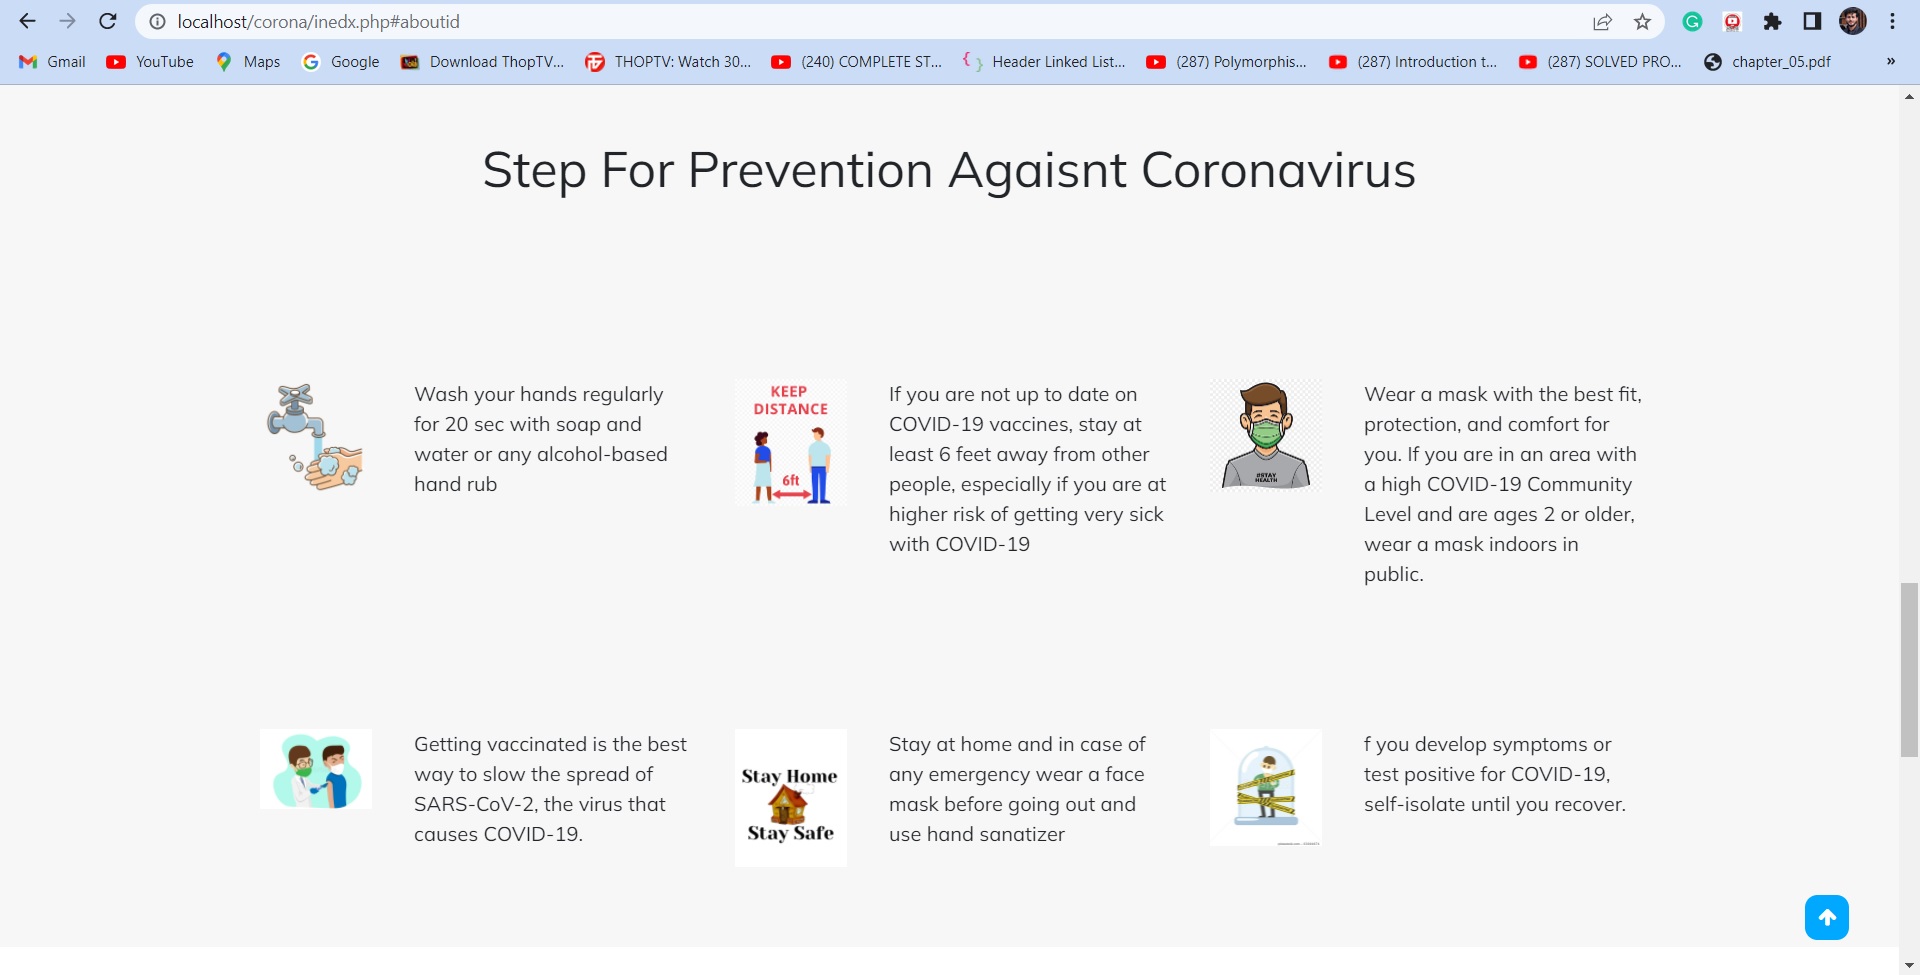 localhost/corona/inedx.php#aboutid
Gmail
YouTube
Maps
Google
Download ThopTV...
THOPTV: Watch 30...
(240) COMPLETE ST...
Header Linked List...
(287) Polymorphis...
(287) Introduction t...
(287) SOLVED PRO...
chapter_05.pdf
»
Step For Prevention Agaisnt Coronavirus
Wash your hands regularly
for 20 sec with soap and
water or any alcohol-based
hand rub
KEEP
DISTANCE
6ft
If you are not up to date on
COVID-19 vaccines, stay at
least 6 feet away from other
people, especially if you are at
higher risk of getting very sick
with COVID-19
#STAY
HEALTH
Wear a mask with the best fit,
protection, and comfort for
you. If you are in an area with
a high COVID-19 Community
Level and are ages 2 or older,
wear a mask indoors in
public.
Getting vaccinated is the best
way to slow the spread of
SARS-CoV-2, the virus that
causes COVID-19.
Stay Home
Stay Safe
Stay at home and in case of
any emergency wear a face
mask before going out and
use hand sanatizer
f you develop symptoms or
test positive for COVID-19,
self-isolate until you recover.